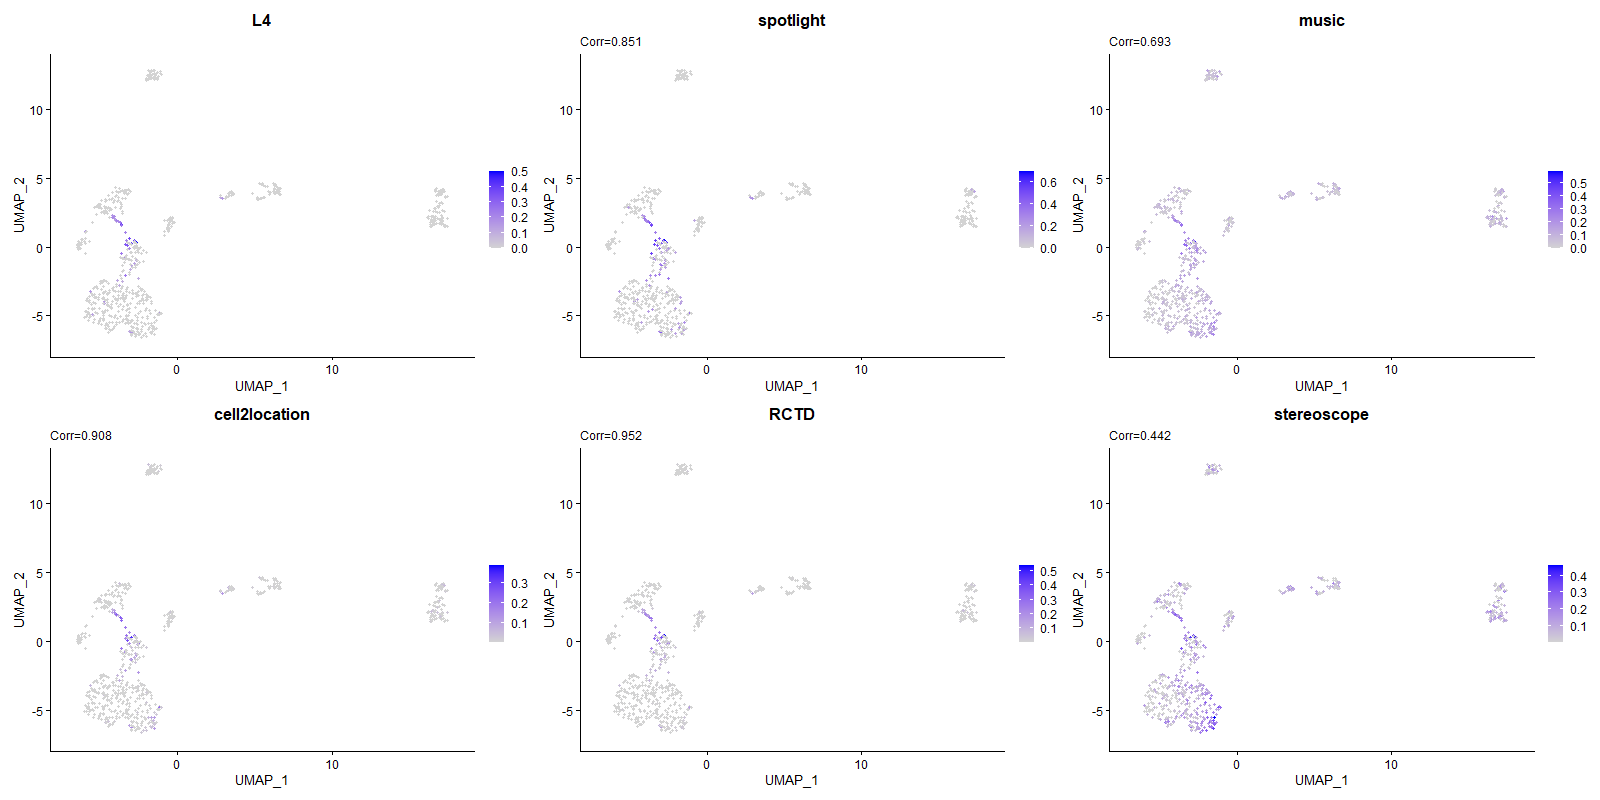 L4
spotlight
music
Corr=0.851
Corr=0.693
UMAP_2
10
5
0
-5
0
10
UMAP_1
0.5
0.4
0.3
0.2
0.1
0.0
UMAP_2
10
5
0
-5
0
10
UMAP_1
0.6
0.4
0.2
0.0
UMAP_2
10
5
0
-5
0
10
UMAP_1
0.5
0.4
0.3
0.2
0.1
0.0
cell2location
RCTD
stereoscope
Corr=0.908
Corr=0.952
Corr=0.442
UMAP_2
10
5
0
-5
0
10
UMAP_1
0.3
0.2
0.1
UMAP_2
10
5
0
-5
0
10
UMAP_1
0.5
0.4
0.3
0.2
0.1
UMAP_2
10
5
0
-5
0
10
UMAP_1
0.4
0.3
0.2
0.1